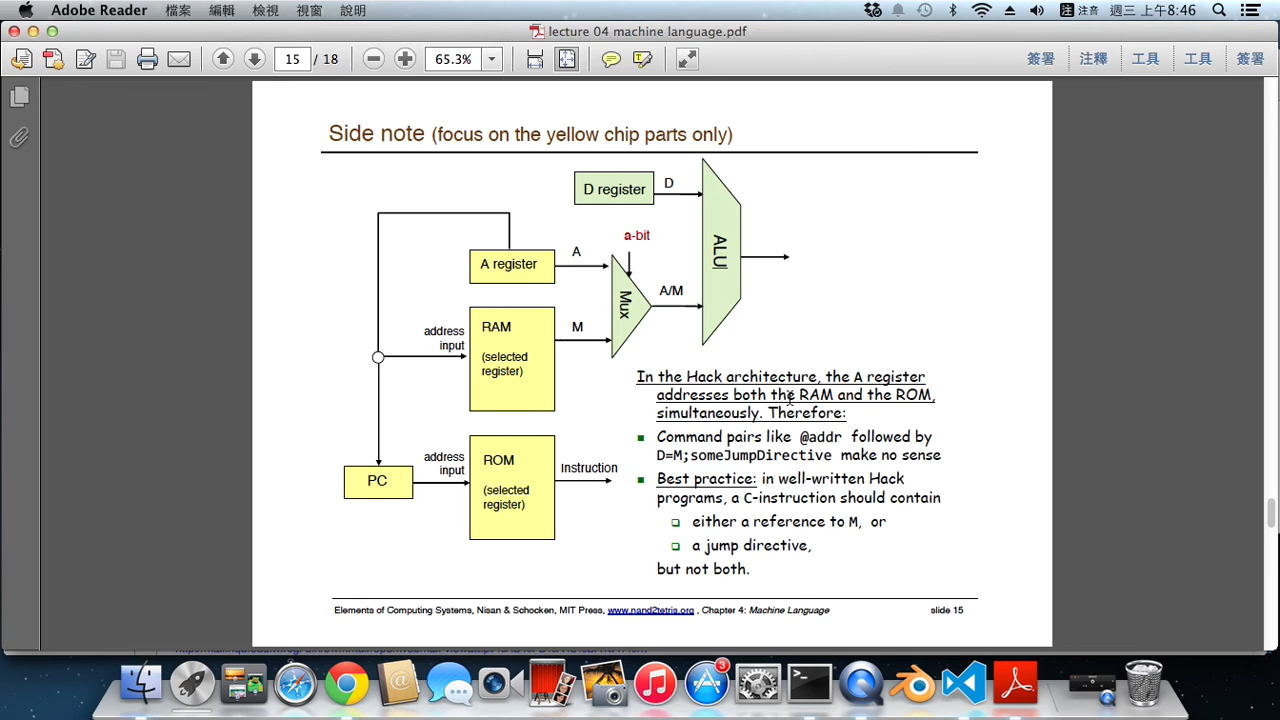 Adobe Reader 檔案 編輯 檢視 視窗 說明 注音 週三 上午8:46
lecture 04 machine language.pdf
15 / 18 65.3% 簽署 注釋 工具 工具 簽署
Side note (focus on the yellow chip parts only)
D register
D
a-bit
A register
A
ALU
Mux
A/M
RAM
(selected
register)
M
address
input
ROM
(selected
register)
address
input
Instruction
PC
In the Hack architecture, the A register
addresses both the RAM and the ROM,
simultaneously. Therefore:
Command pairs like @addr followed by
D=M;someJumpDirective make no sense
Best practice: in well-written Hack
programs, a C-instruction should contain
either a reference to M, or
a jump directive,
but not both.
Elements of Computing Systems, Nisan & Schocken, MIT Press, www.nand2tetris.org , Chapter 4: Machine Language slide 15
3